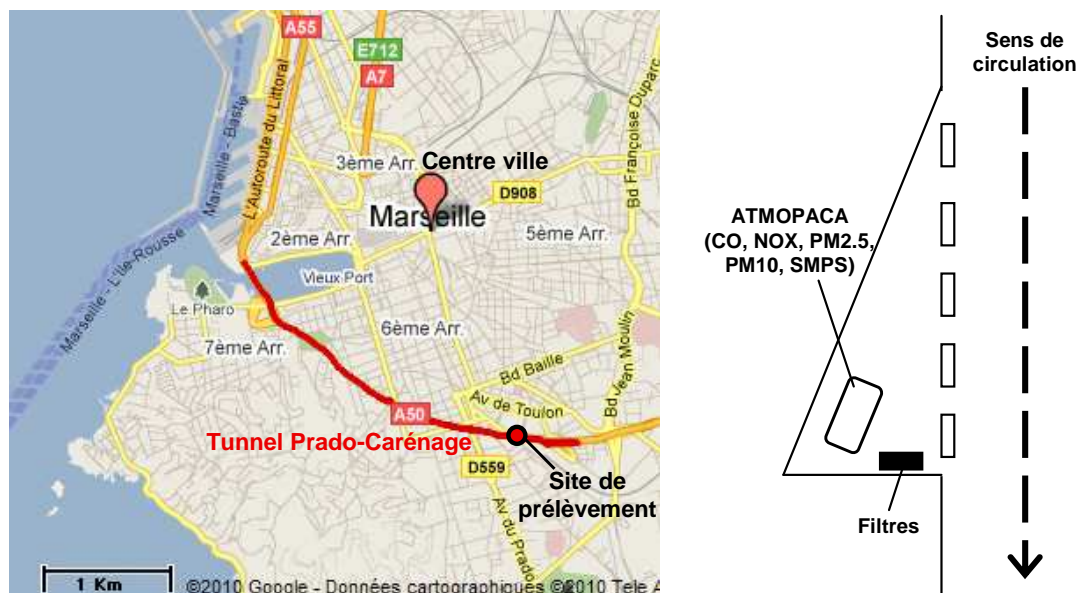 A55
E712
A7
Marseille - Bastia
L'Autoroute du Littoral
Bd Françoise Duparc
3ème Arr.
Centre ville
D908
Marseille
2ème Arr.
5ème Arr.
Marseille - L'Ile-Rousse
Vieux Port
Le Pharo
6ème Arr.
7ème Arr.
Bd Baille
Bd Jean Moulin
Av de Toulon
A50
Tunnel Prado-Carénage
D559
Site de
prélèvement
Av du Prado
1 Km
©2010 Google - Données cartographiques ©2010 Tele A
Sens de
circulation
ATMOPACA
(CO, NOX, PM2.5,
PM10, SMPS)
Filtres